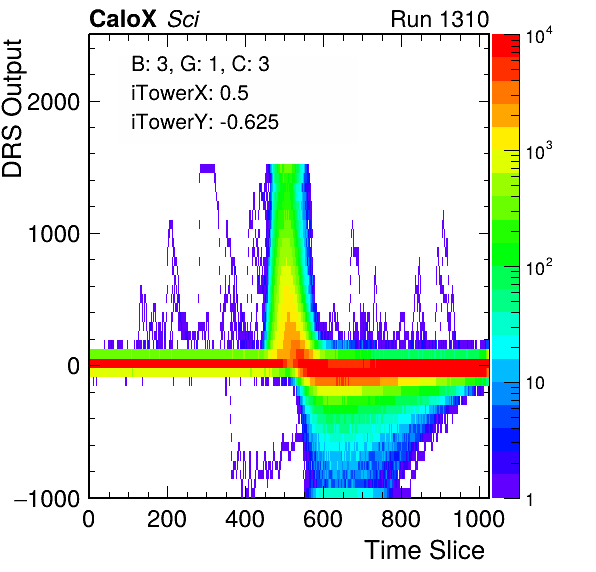 CaloX Sci Run 1310
B: 3, G: 1, C: 3
iTowerX: 0.5
iTowerY: -0.625
DRS Output
2000
1000
0
−1000
0 200 400 600 800 1000
Time Slice
10^4
10^3
10^2
10
1